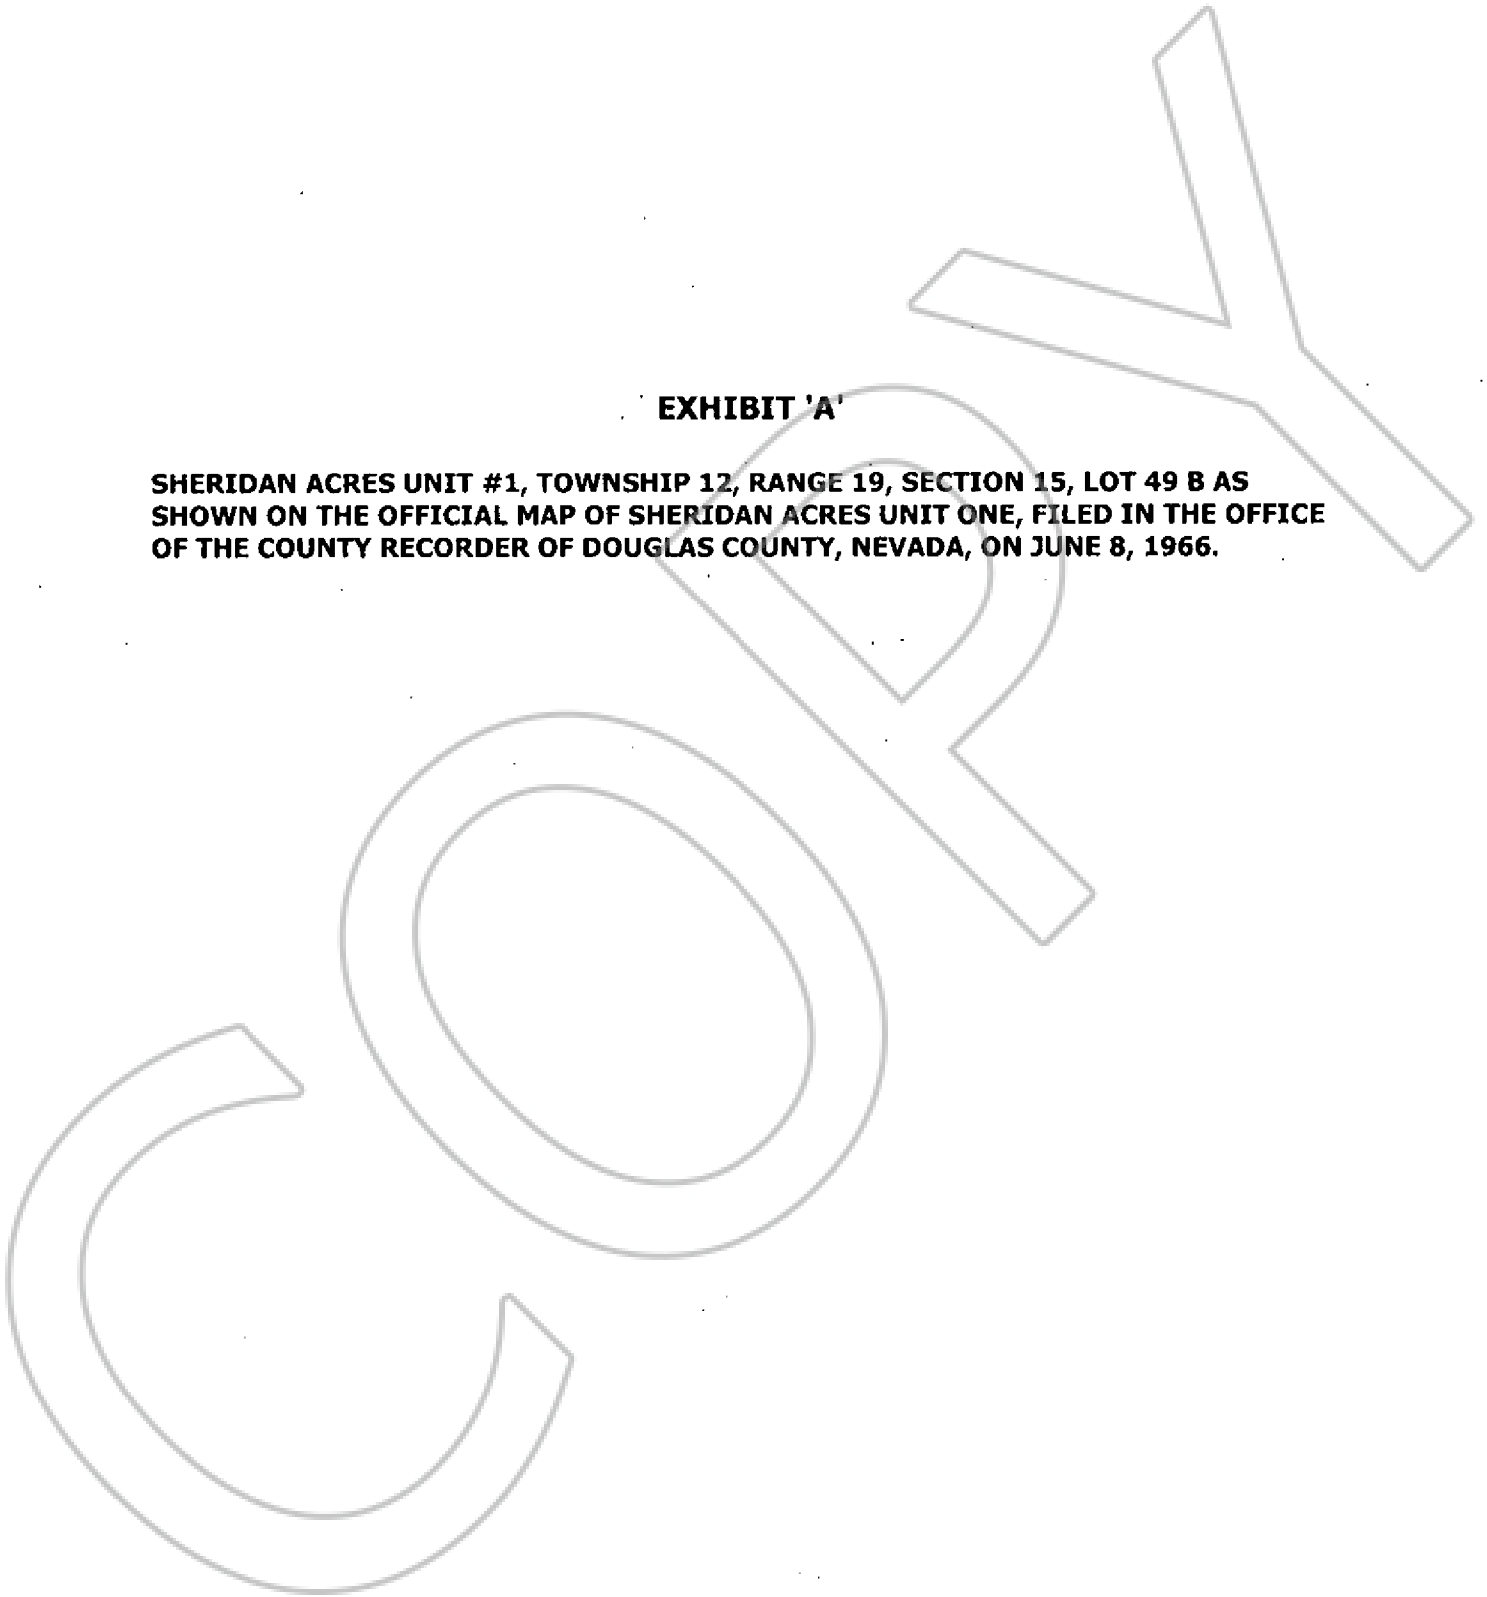 EXHIBIT 'A'
SHERIDAN ACRES UNIT #1, TOWNSHIP 12, RANGE 19, SECTION 15, LOT 49 B AS
SHOWN ON THE OFFICIAL MAP OF SHERIDAN ACRES UNIT ONE, FILED IN THE OFFICE
OF THE COUNTY RECORDER OF DOUGLAS COUNTY, NEVADA, ON JUNE 8, 1966.
COPY